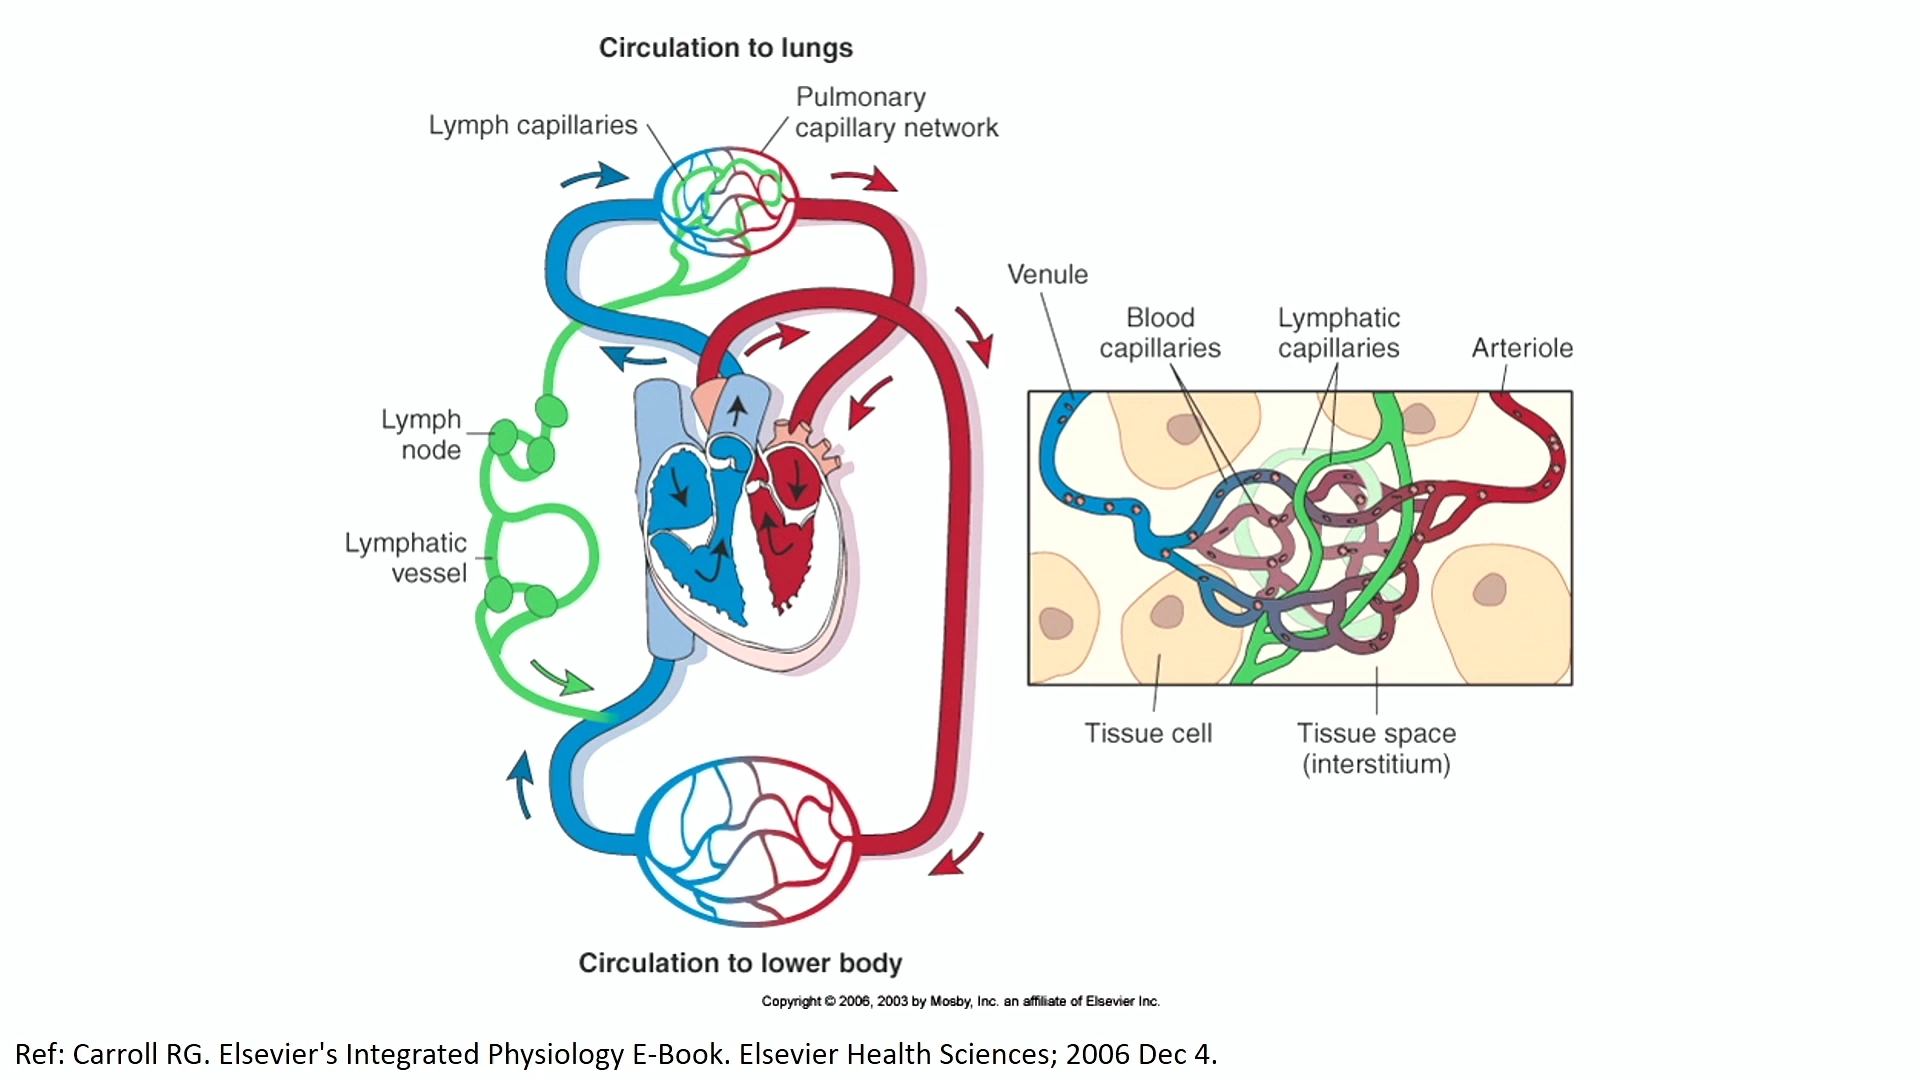 Circulation to lungs
Pulmonary
capillary network
Lymph capillaries
Venule
Blood
capillaries
Lymphatic
capillaries
Arteriole
Lymph
node
Lymphatic
vessel
Tissue cell
Tissue space
(interstitium)
Circulation to lower body
Copyright © 2006, 2003 by Mosby, Inc. an affiliate of Elsevier Inc.
Ref: Carroll RG. Elsevier's Integrated Physiology E-Book. Elsevier Health Sciences; 2006 Dec 4.